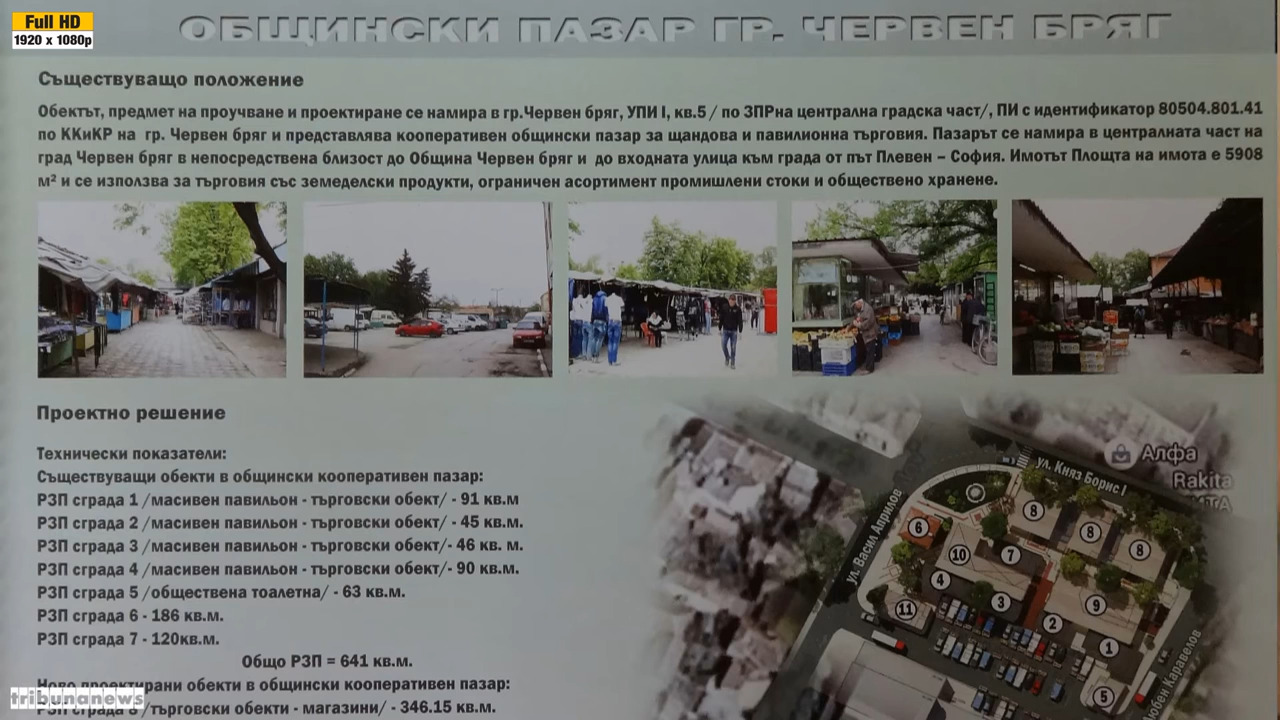 Full HD
1920 x 1080p
ОБЩИНСКИ ПАЗАР ГР. ЧЕРВЕН БРЯГ
Съществуващо положение
Обектът, предмет на проучване и проектиране се намира в гр.Червен бряг, УПИ I, кв.5 / по ЗПРна централна градска част/, ПИ с идентификатор 80504.801.41
по ККиКР на гр. Червен бряг и представлява кооперативен общински пазар за щандова и павилионна търговия. Пазарът се намира в централната част на
град Червен бряг в непосредствена близост до Община Червен бряг и до входната улица към града от път Плевен – София. Имотът Площта на имота е 5908
м² и се използва за търговия със земеделски продукти, ограничен асортимент промишлени стоки и обществено хранене.
Проектно решение
Технически показатели:
Съществуващи обекти в общински кооперативен пазар:
РЗП сграда 1 /масивен павильон - търговски обект/ - 91 кв.м
РЗП сграда 2 /масивен павильон - търговски обект/ - 45 кв.м.
РЗП сграда 3 /масивен павильон - търговски обект/- 46 кв. м.
РЗП сграда 4 /масивен павильон - търговски обект/- 90 кв.м.
РЗП сграда 5 /обществена тоалетна/ - 63 кв.м.
РЗП сграда 6 - 186 кв.м.
РЗП сграда 7 - 120кв.м.
Общо РЗП = 641 кв.м.
Ново проектирани обекти в общински кооперативен пазар:
РЗП сграда 8 /търговски обекти - магазини/ - 346.15 кв.м.
tribunanews
Алфа
Rakita
ул. Княз Борис I
ул. Васил Априлов
Каравелов
8
8
8
6
10
7
4
3
9
11
2
1
5